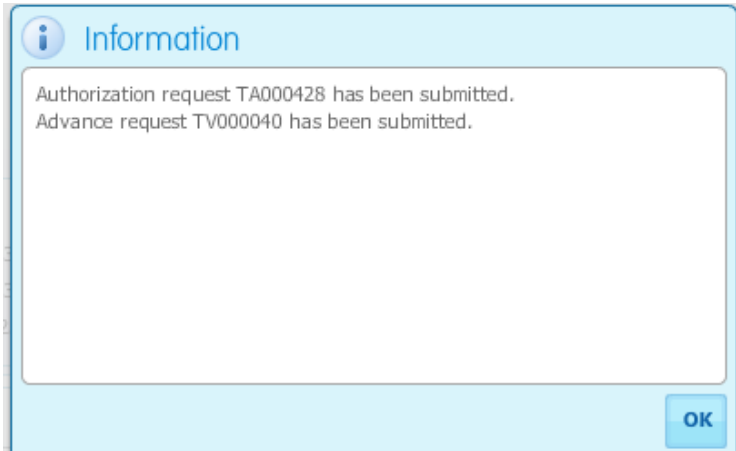 Information
Authorization request TA000428 has been submitted.
Advance request TV000040 has been submitted.
OK